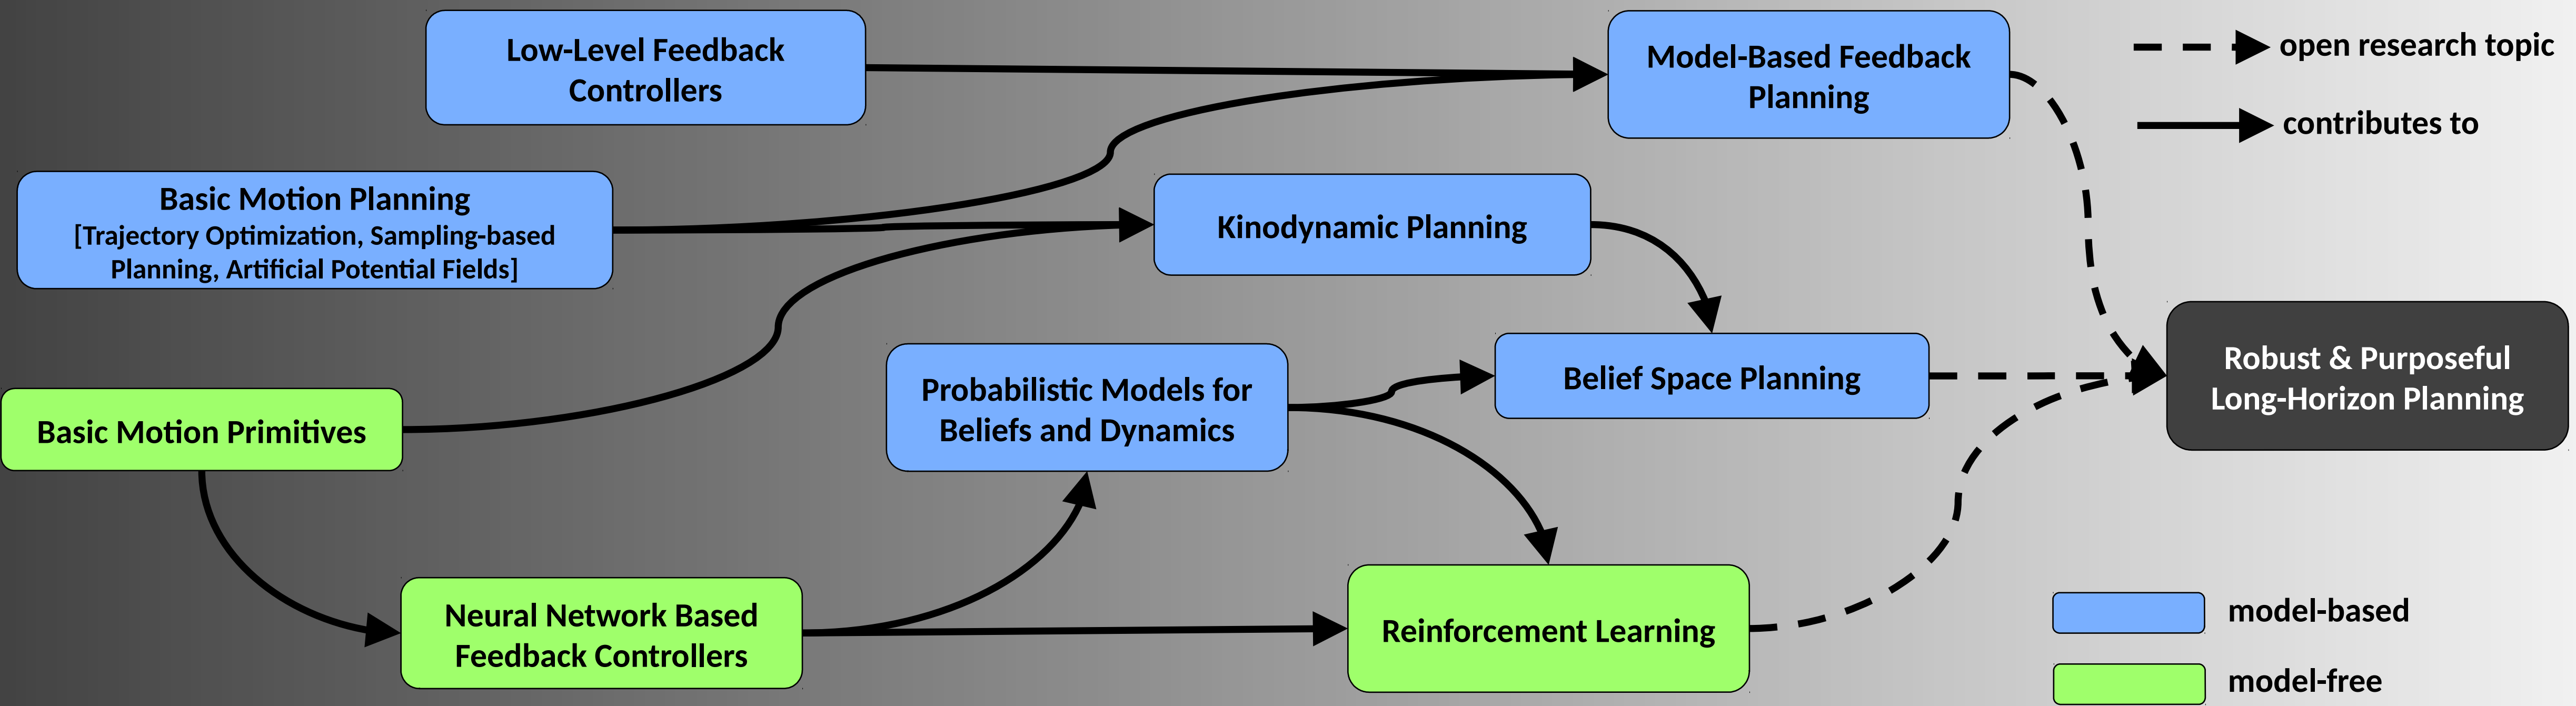 Low-Level Feedback
Controllers
Model-Based Feedback
Planning
open research topic
contributes to
Basic Motion Planning
[Trajectory Optimization, Sampling-based
Planning, Artificial Potential Fields]
Kinodynamic Planning
Probabilistic Models for
Beliefs and Dynamics
Belief Space Planning
Robust & Purposeful
Long-Horizon Planning
Basic Motion Primitives
Neural Network Based
Feedback Controllers
Reinforcement Learning
model-based
model-free